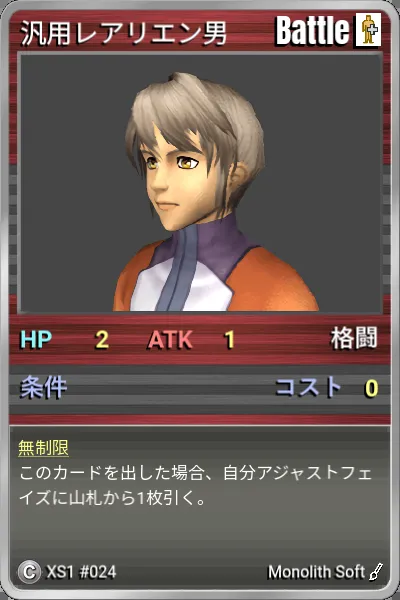 汎用レアリエン男 Battle
HP 2 ATK 1 格闘
条件 コスト 0
無制限
このカードを出した場合、自分アジャストフェ
イズに山札から1枚引く。
C XS1 #024 Monolith Soft